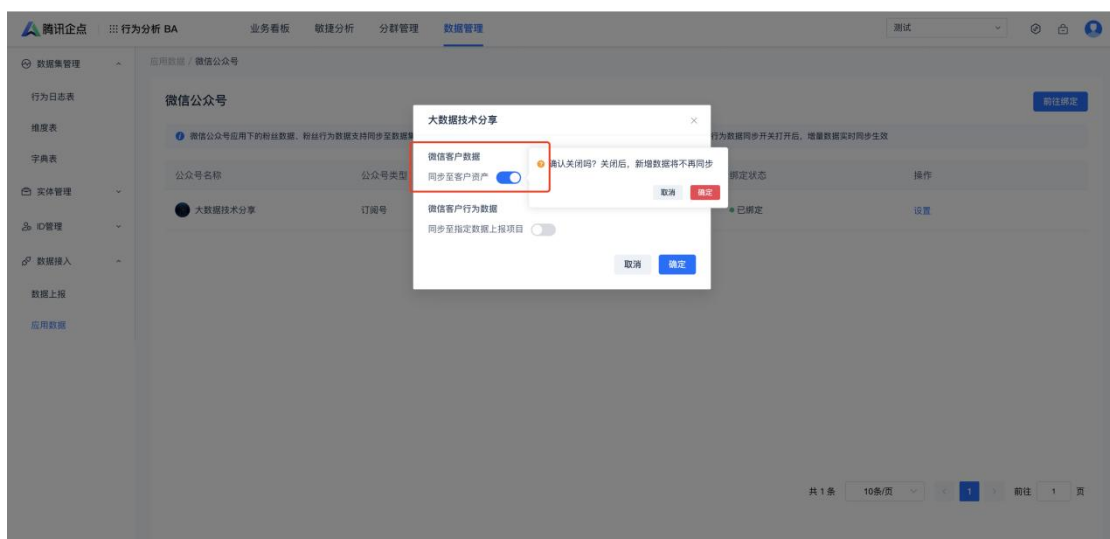 腾讯企点 行为分析 BA 业务看板 敏捷分析 分群管理 数据管理 测试
数据集管理
行为日志表
维度表
字典表
实体管理
ID管理
数据接入
数据上报
应用数据
应用数据 / 微信公众号
微信公众号 前往绑定
微信公众号应用下的粉丝数据、粉丝行为数据支持同步至数据集 行为数据同步开关打开后，增量数据实时同步生效
公众号名称 公众号类型 绑定状态 操作
大数据技术分享 订阅号 已绑定 设置
大数据技术分享
微信客户数据
同步至客户资产
确认关闭吗？关闭后，新增数据将不再同步
取消 确定
微信客户行为数据
同步至指定数据上报项目
取消 确定
共 1 条 10条/页 1 前往 1 页